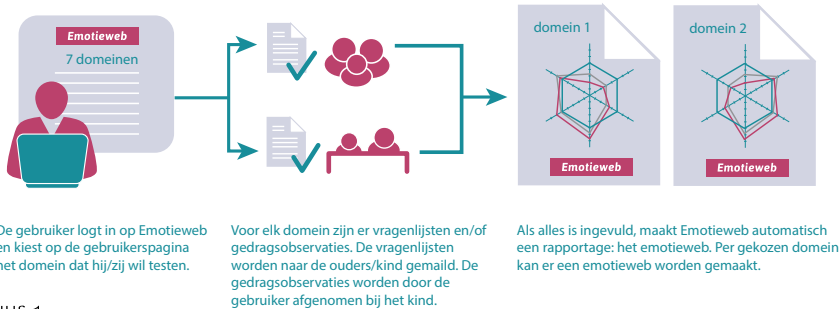 Emotieweb
7 domeinen
domein 1
domein 2
Emotieweb
Emotieweb
De gebruiker logt in op Emotieweb
en kiest op de gebruikerspagina
het domein dat hij/zij wil testen.
Voor elk domein zijn er vragenlijsten en/of
gedragsobservaties. De vragenlijsten
worden naar de ouders/kind gemaild. De
gedragsobservaties worden door de
gebruiker afgenomen bij het kind.
Als alles is ingevuld, maakt Emotieweb automatisch
een rapportage: het emotieweb. Per gekozen domein
kan er een emotieweb worden gemaakt.